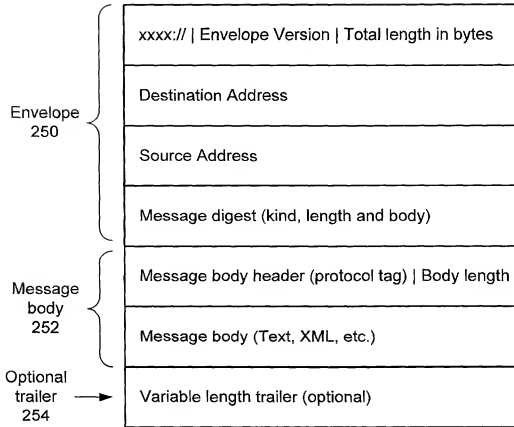 xxxx:// | Envelope Version | Total length in bytes
Destination Address
Envelope
250
Source Address
Message digest (kind, length and body)
Message body header (protocol tag) | Body length
Message
body
252
Message body (Text, XML, etc.)
Optional
trailer
254
Variable length trailer (optional)